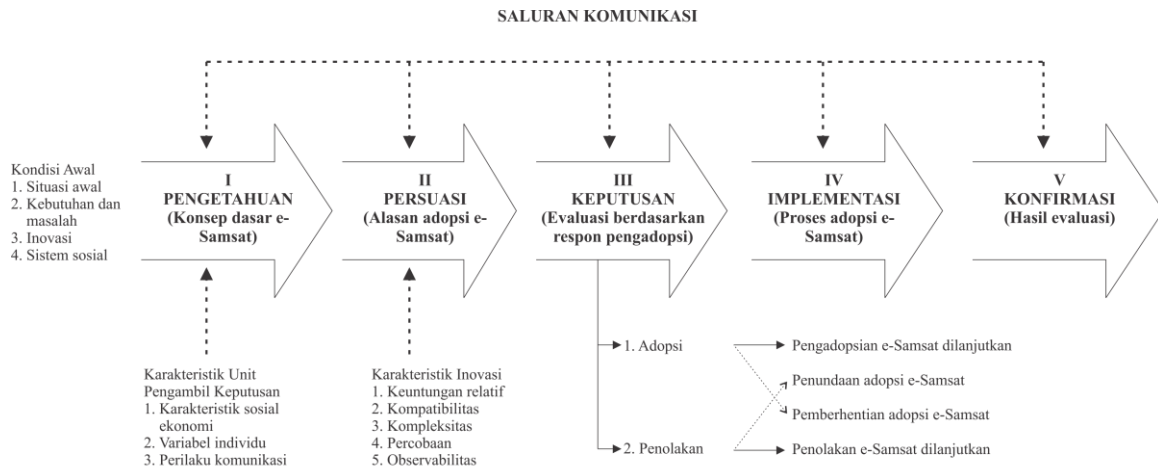 SALURAN KOMUNIKASI
Kondisi Awal
1. Situasi awal
2. Kebutuhan dan
masalah
3. Inovasi
4. Sistem sosial
I
PENGETAHUAN
(Konsep dasar e-
Samsat)
II
PERSUASI
(Alasan adopsi e-
Samsat)
III
KEPUTUSAN
(Evaluasi berdasarkan
respon pengadopsi)
IV
IMPLEMENTASI
(Proses adopsi e-
Samsat)
V
KONFIRMASI
(Hasil evaluasi)
Karakteristik Unit
Pengambil Keputusan
1. Karakteristik sosial
ekonomi
2. Variabel individu
3. Perilaku komunikasi
Karakteristik Inovasi
1. Keuntungan relatif
2. Kompatibilitas
3. Kompleksitas
4. Percobaan
5. Observabilitas
1. Adopsi
2. Penolakan
Pengadopsian e-Samsat dilanjutkan
Penundaan adopsi e-Samsat
Pemberhentian adopsi e-Samsat
Penolakan e-Samsat dilanjutkan